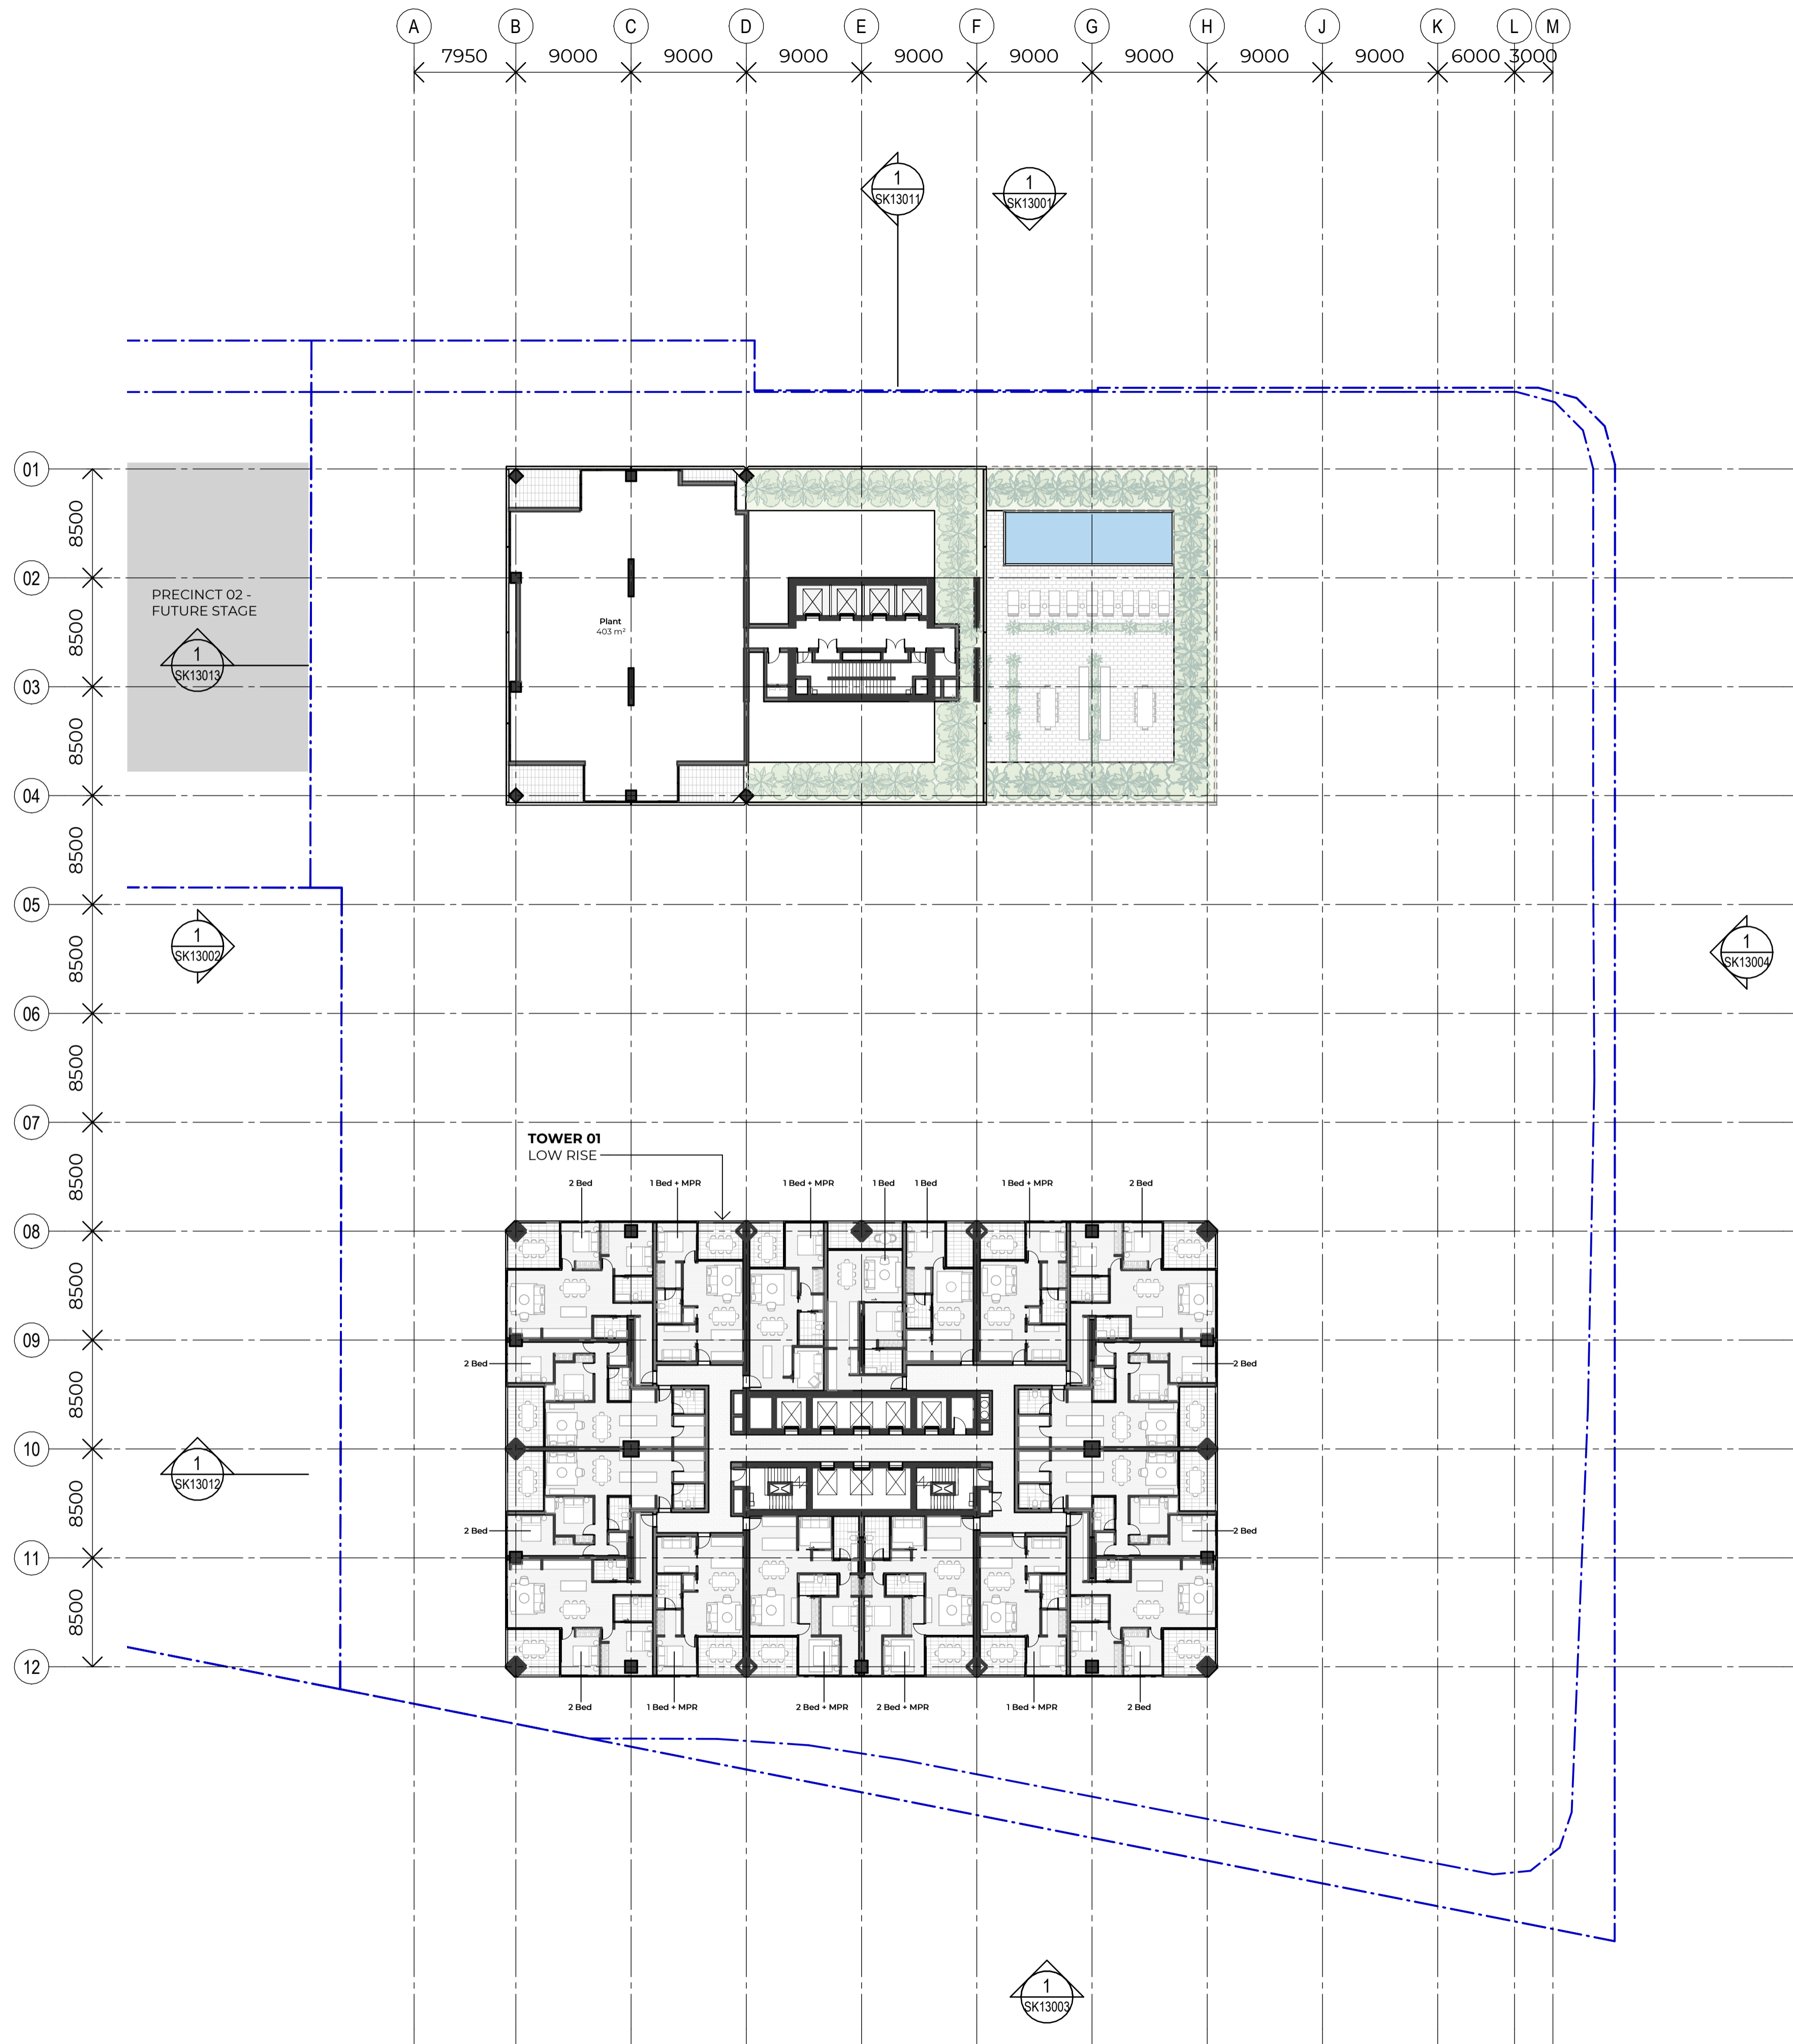 A B C D E F G H J K L M
7950 9000 9000 9000 9000 9000 9000 9000 9000 6000 3000
1
SK13011
1
SK13001
01
8500
02
PRECINCT 02 -
FUTURE STAGE
8500
Plant
403 m²
1
SK13013
03
8500
04
8500
05
1
SK13002
8500
1
SK13004
06
8500
07
TOWER 01
LOW RISE
8500
2 Bed 1 Bed + MPR 1 Bed + MPR 1 Bed 1 Bed 1 Bed + MPR 2 Bed
08
8500
09
2 Bed 2 Bed
8500
10
1
SK13012
8500
2 Bed 2 Bed
11
8500
12
2 Bed 1 Bed + MPR 2 Bed + MPR 2 Bed + MPR 1 Bed + MPR 2 Bed
1
SK13003